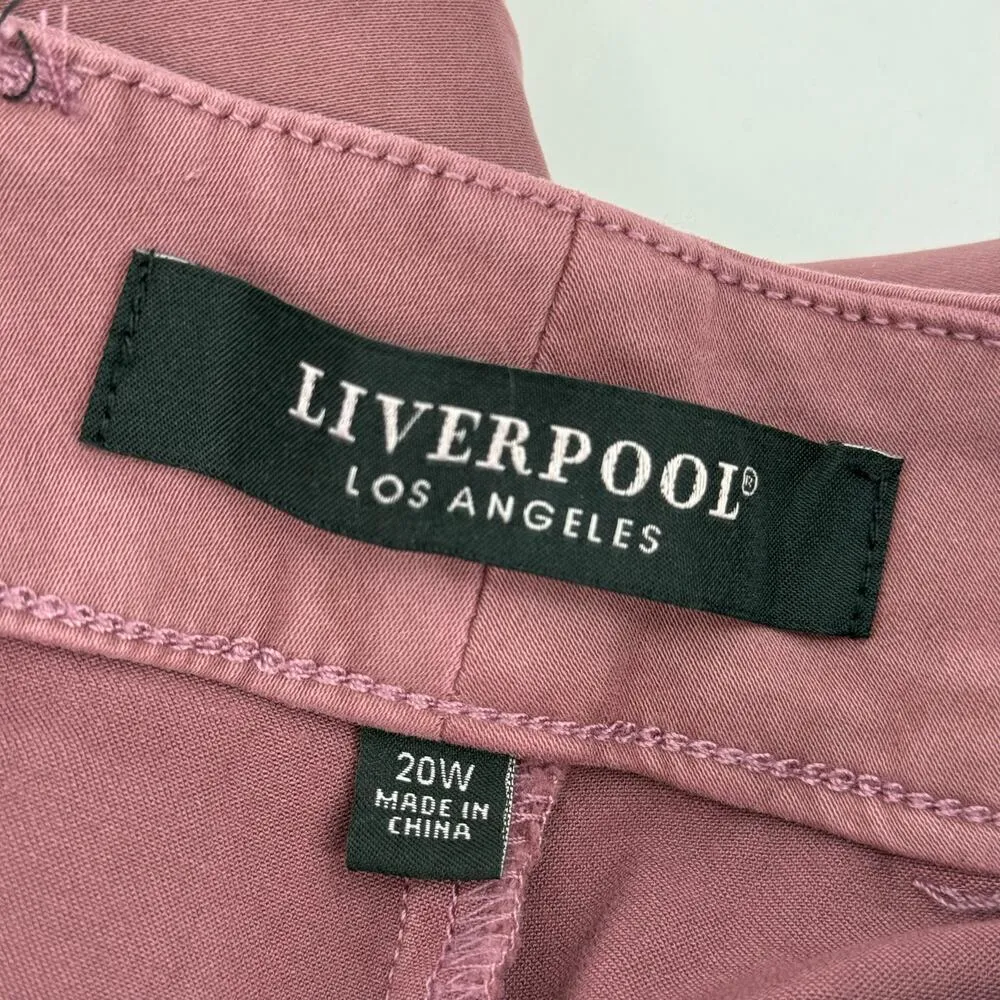 LIVERPOOL®
LOS ANGELES
20W
MADE IN
CHINA